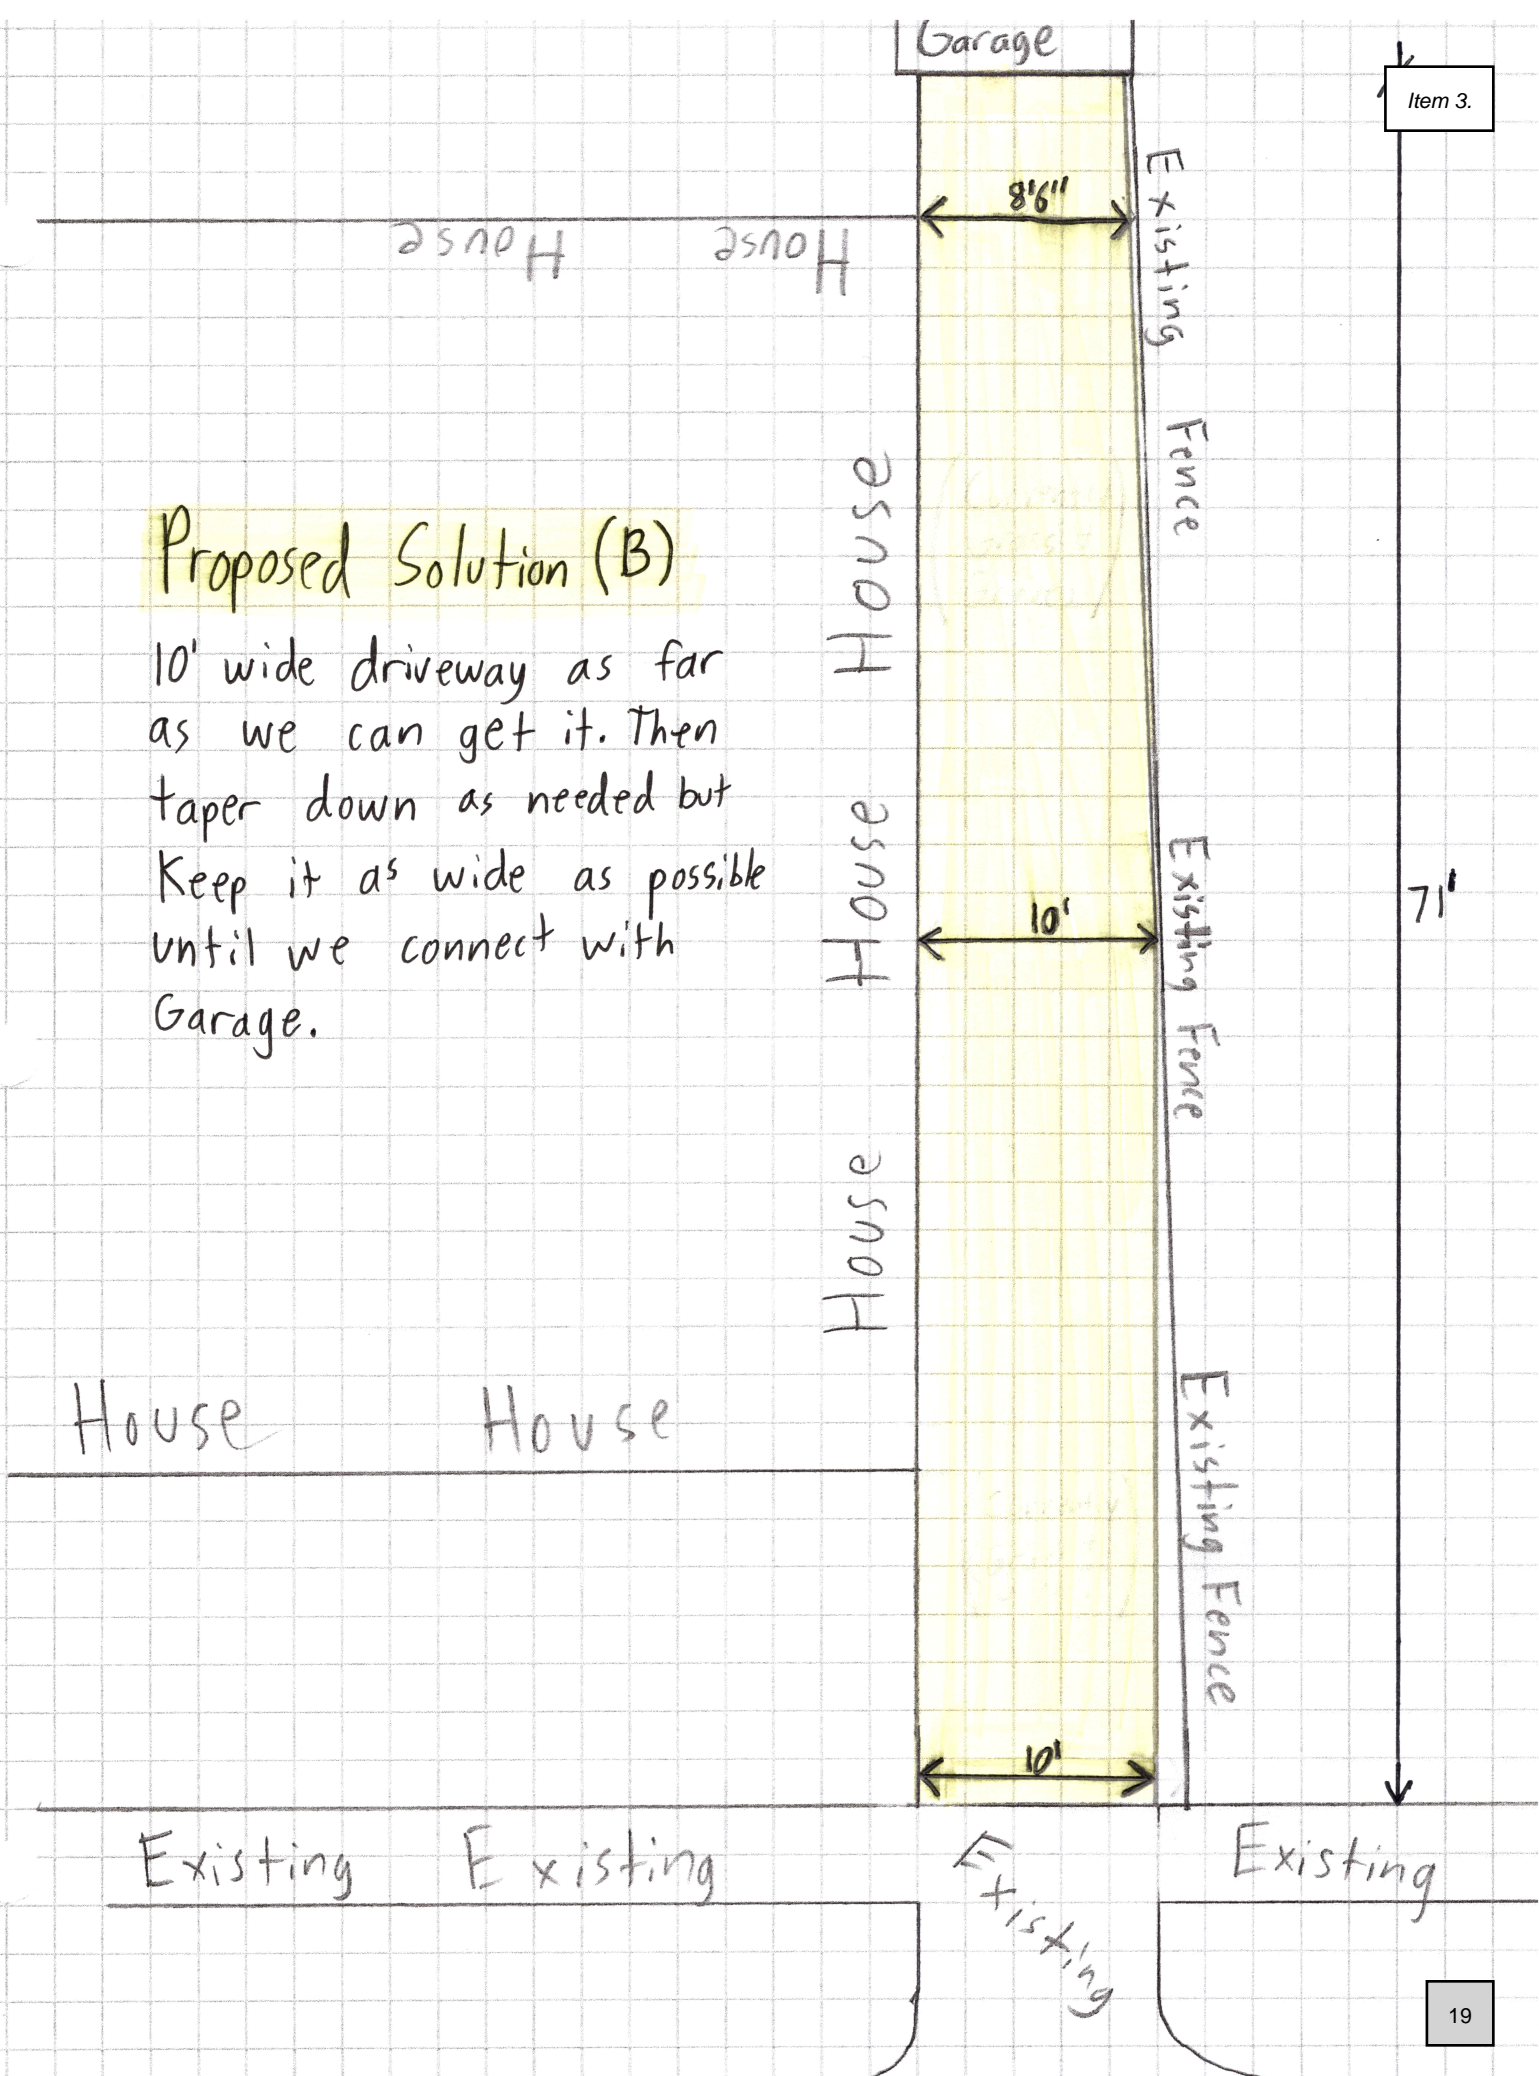 Garage
Item 3.
8'6"
House House
Existing Fence
House
Proposed Solution (B)
10' wide driveway as far
as we can get it. Then
taper down as needed but
Keep it as wide as possible
until we connect with
Garage.
House
10'
Existing Fence
71'
House
House House
Existing Fence
10'
Existing Existing
Existing
Existing
19